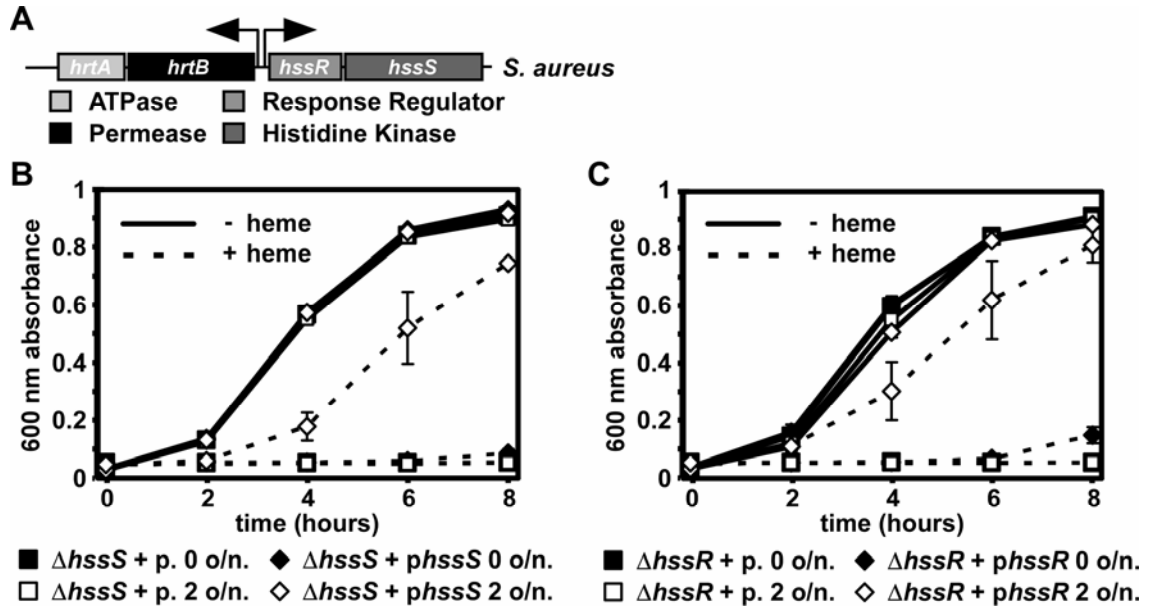 A
hrtA hrtB hssR hssS S. aureus
ATPase Response Regulator
Permease Histidine Kinase
B
1
0.8
0.6
0.4
0.2
0
600 nm absorbance
- heme
+ heme
0 2 4 6 8
time (hours)
ΔhssS + p. 0 o/n. ΔhssS + phssS 0 o/n.
ΔhssS + p. 2 o/n. ΔhssS + phssS 2 o/n.
C
1
0.8
0.6
0.4
0.2
0
600 nm absorbance
- heme
+ heme
0 2 4 6 8
time (hours)
ΔhssR + p. 0 o/n. ΔhssR + phssR 0 o/n.
ΔhssR + p. 2 o/n. ΔhssR + phssR 2 o/n.